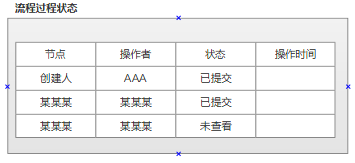 流程过程状态
节点 操作者 状态 操作时间
创建人 AAA 已提交
某某某 某某某 已提交
某某某 某某某 未查看